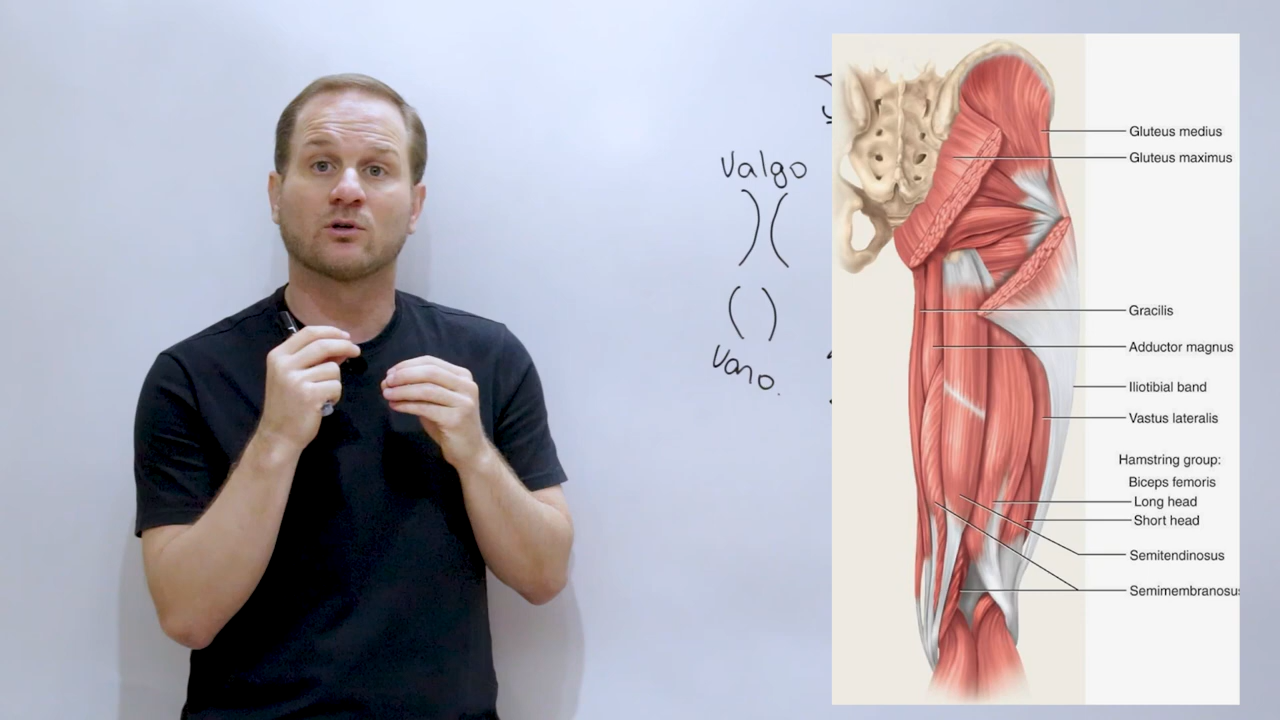 Valgo
Varo.
Gluteus medius
Gluteus maximus
Gracilis
Adductor magnus
Iliotibial band
Vastus lateralis
Hamstring group:
Biceps femoris
Long head
Short head
Semitendinosus
Semimembranosus